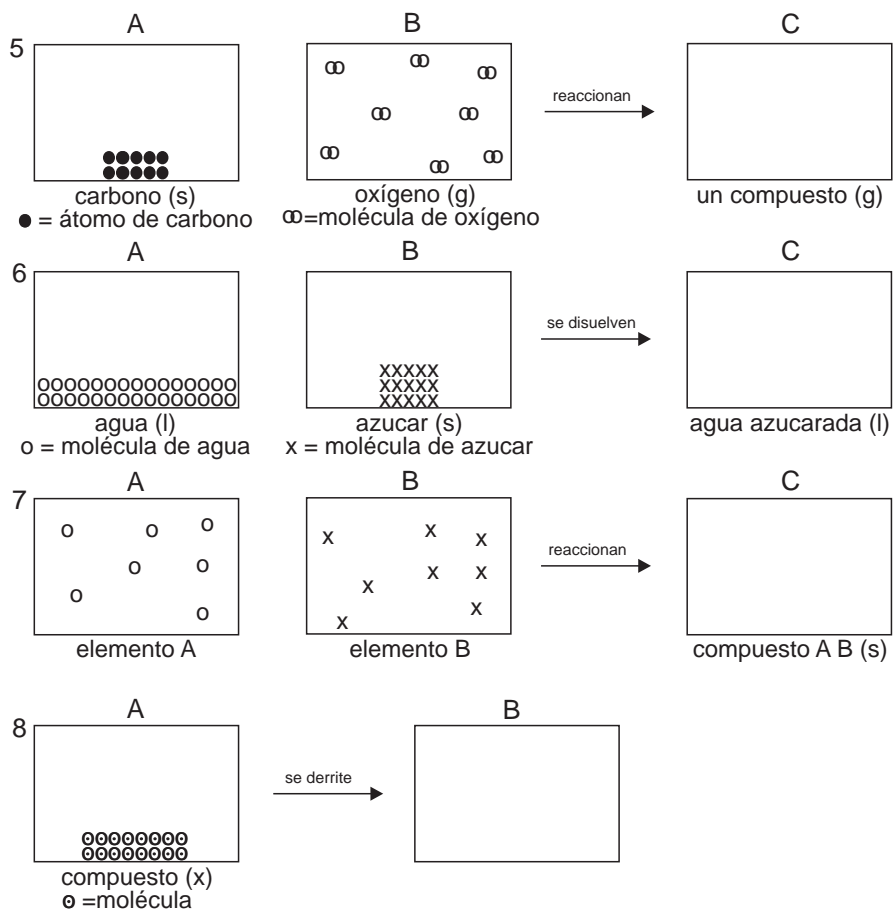 A B C
5
reaccionan
carbono (s) oxígeno (g) un compuesto (g)
● = átomo de carbono ꝏ=molécula de oxígeno
A B C
6
se disuelven
xxxxx
ooooooooooooooo xxxxx
ooooooooooooooo xxxxx
agua (l) azucar (s) agua azucarada (l)
o = molécula de agua x = molécula de azucar
A B C
7
reaccionan
elemento A elemento B compuesto A B (s)
A B
8
se derrite
compuesto (x)
ʘ =molécula